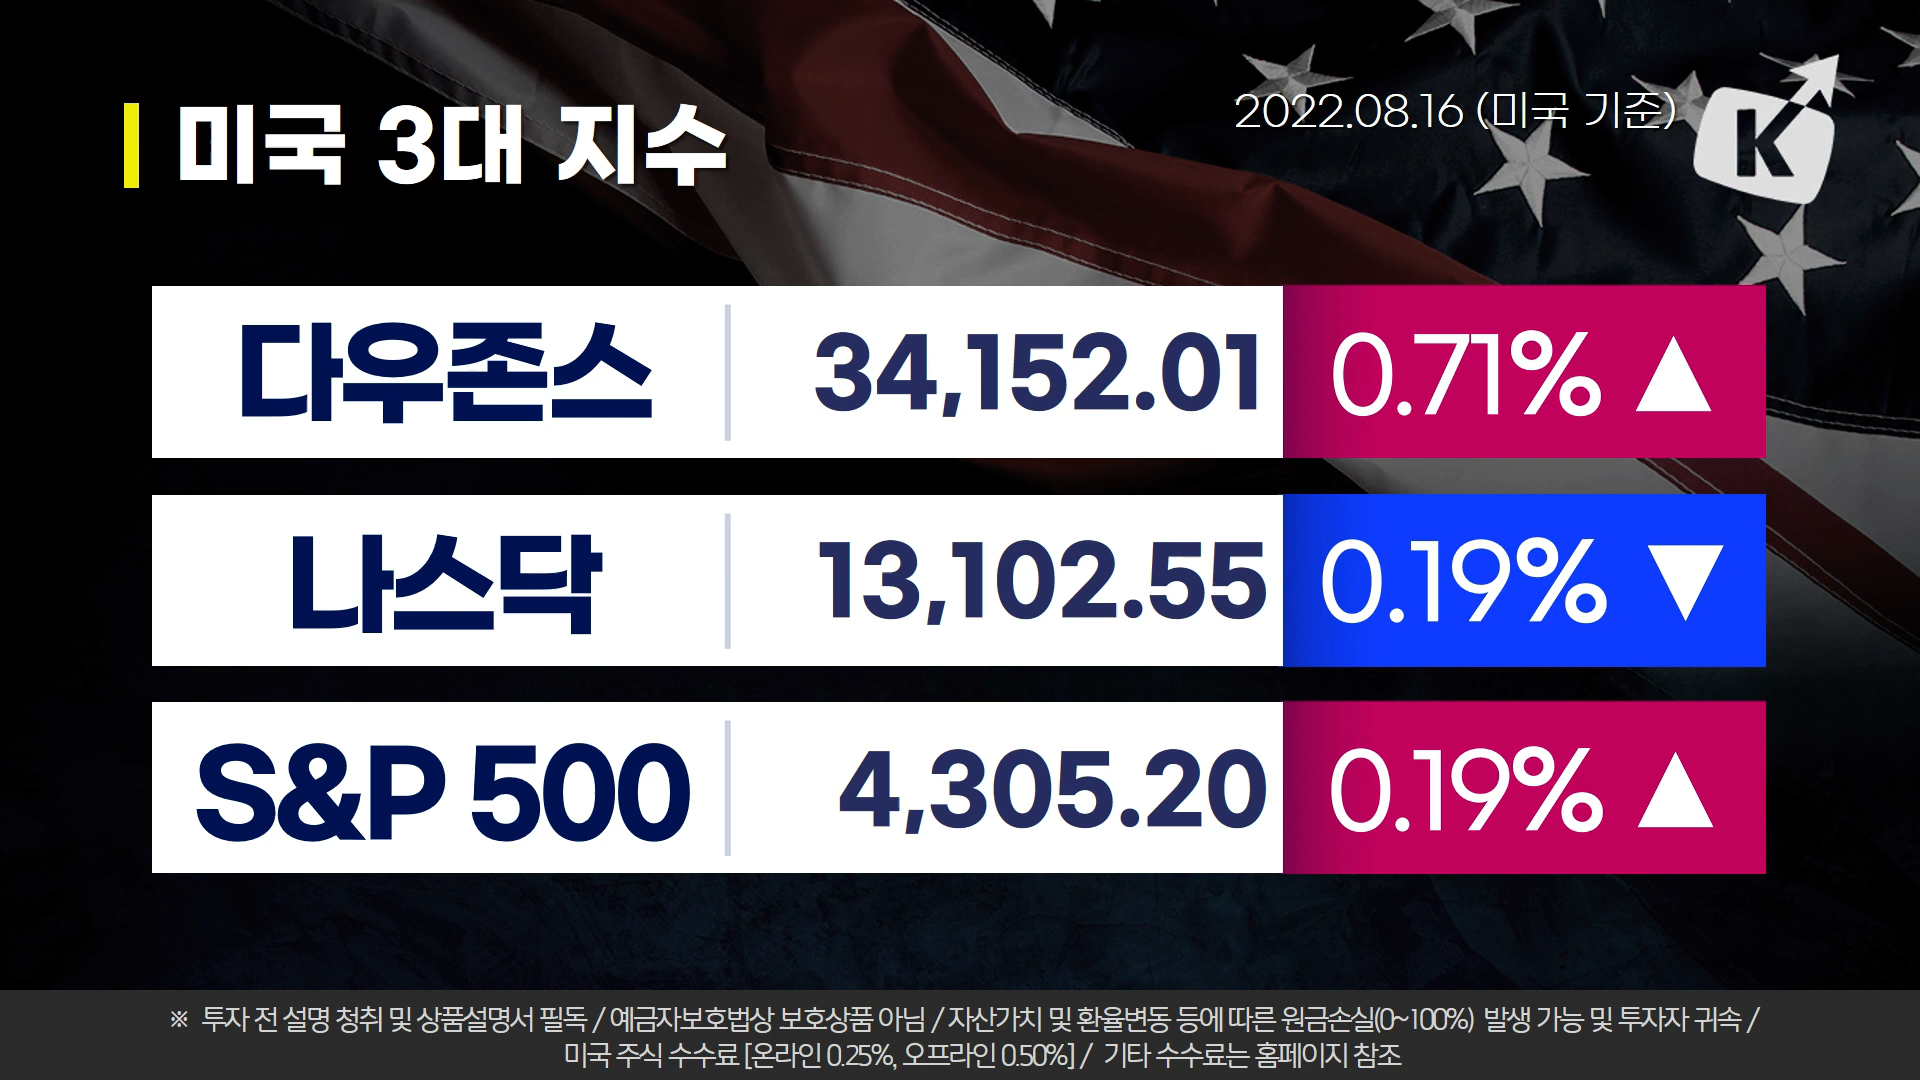 미국 3대 지수
2022.08.16 (미국 기준)
K
다우존스 34,152.01 0.71% ▲
나스닥 13,102.55 0.19% ▼
S&P 500 4,305.20 0.19% ▲
※ 투자 전 설명 청취 및 상품설명서 필독 / 예금자보호법상 보호상품 아님 / 자산가치 및 환율변동 등에 따른 원금손실(0~100%) 발생 가능 및 투자자 귀속 /
미국 주식 수수료 [온라인 0.25%, 오프라인 0.50%] / 기타 수수료는 홈페이지 참조